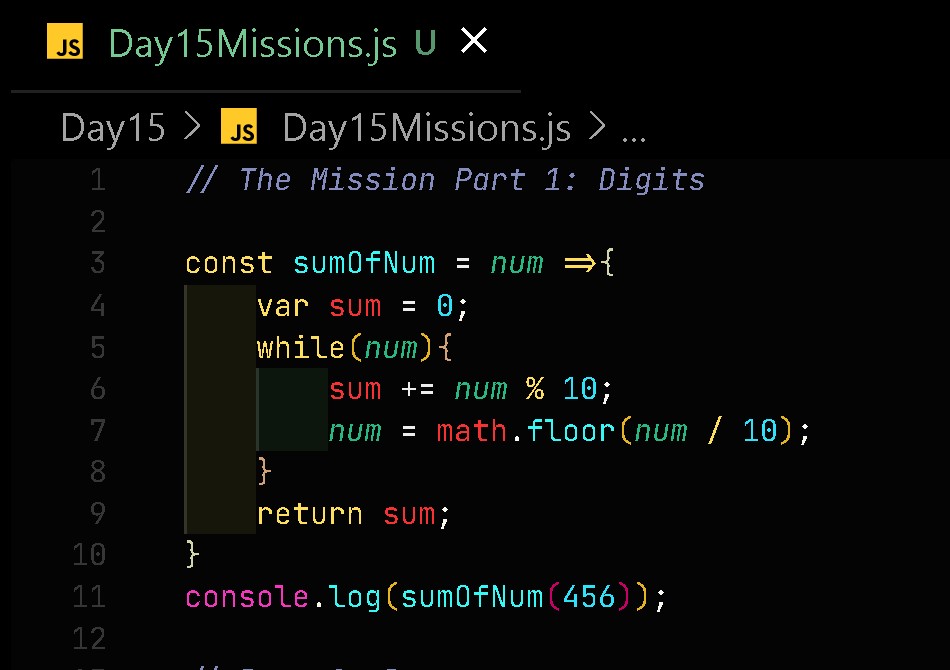 JS Day15Missions.js U ×
Day15 > JS Day15Missions.js > ...
1 // The Mission Part 1: Digits
2
3 const sumOfNum = num =>{
4 var sum = 0;
5 while(num){
6 sum += num % 10;
7 num = math.floor(num / 10);
8 }
9 return sum;
10 }
11 console.log(sumOfNum(456));
12